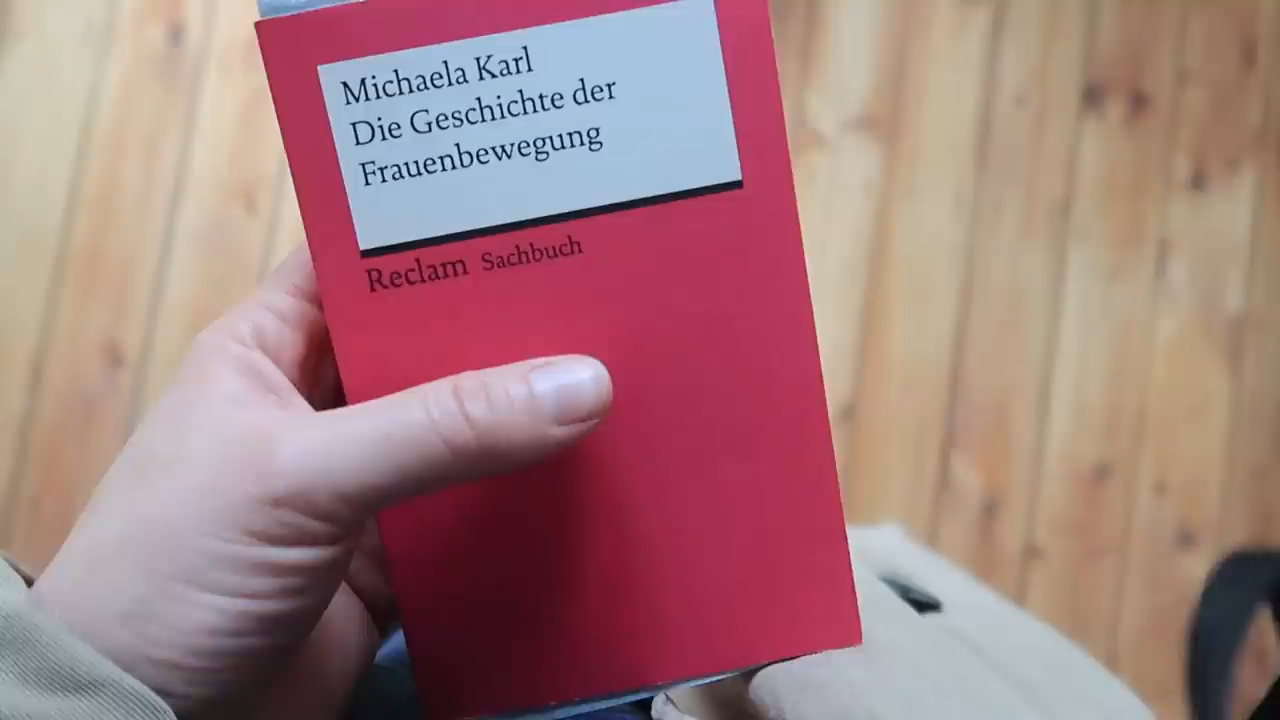 Michaela Karl
Die Geschichte der
Frauenbewegung
Reclam Sachbuch